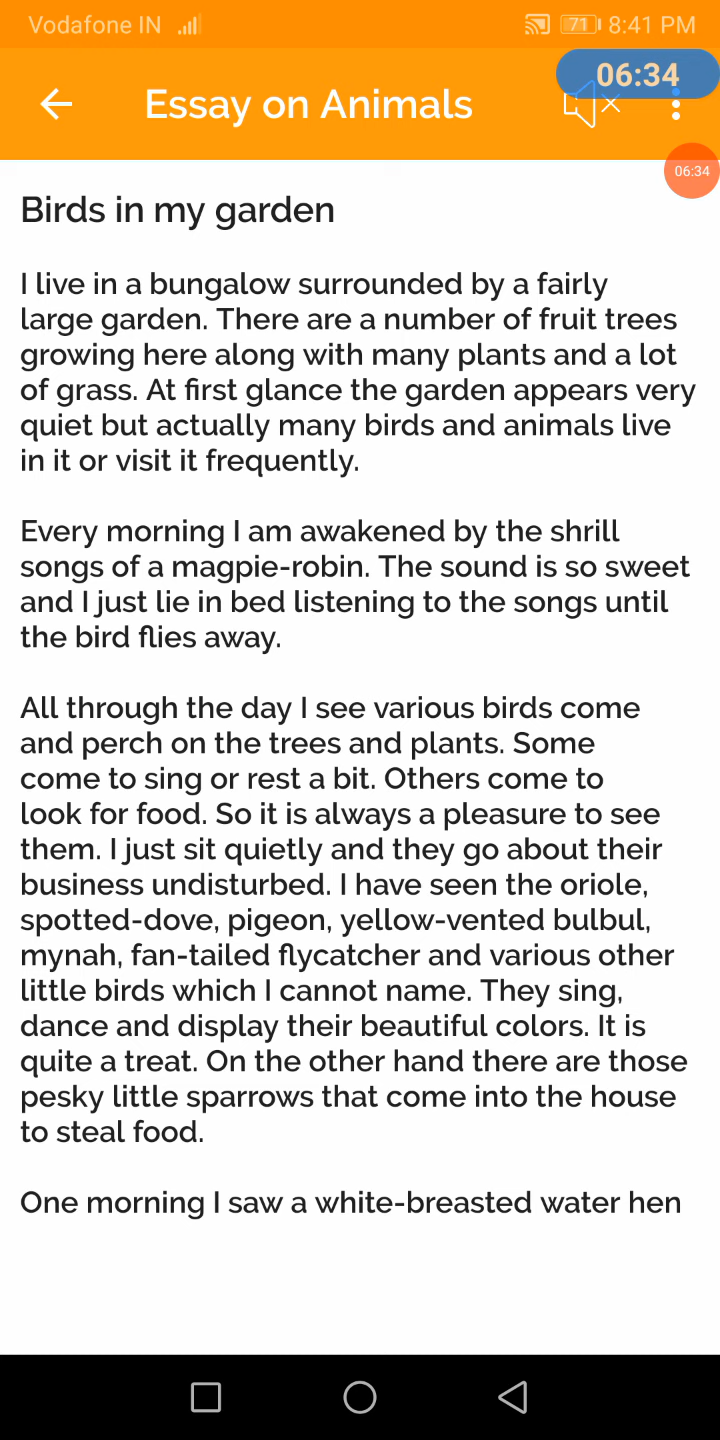 Vodafone IN 71 8:41 PM
06:34
Essay on Animals
06:34
Birds in my garden
I live in a bungalow surrounded by a fairly
large garden. There are a number of fruit trees
growing here along with many plants and a lot
of grass. At first glance the garden appears very
quiet but actually many birds and animals live
in it or visit it frequently.
Every morning I am awakened by the shrill
songs of a magpie-robin. The sound is so sweet
and I just lie in bed listening to the songs until
the bird flies away.
All through the day I see various birds come
and perch on the trees and plants. Some
come to sing or rest a bit. Others come to
look for food. So it is always a pleasure to see
them. I just sit quietly and they go about their
business undisturbed. I have seen the oriole,
spotted-dove, pigeon, yellow-vented bulbul,
mynah, fan-tailed flycatcher and various other
little birds which I cannot name. They sing,
dance and display their beautiful colors. It is
quite a treat. On the other hand there are those
pesky little sparrows that come into the house
to steal food.
One morning I saw a white-breasted water hen